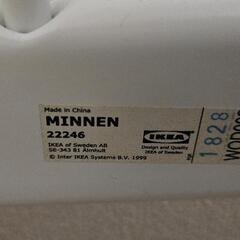 Made in China
MINNEN
22246
IKEA of Sweden AB
SE-343 81 Älmhult
© Inter IKEA Systems B.V. 1999
IKEA
Design and Quality
IKEA of Sweden
1828